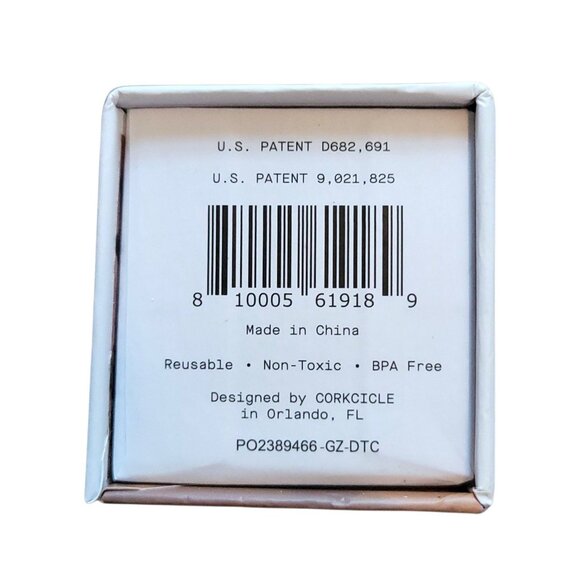 U.S. PATENT D682,691
U.S. PATENT 9,021,825
8 10005 61918 9
Made in China
Reusable • Non-Toxic • BPA Free
Designed by CORKCICLE
in Orlando, FL
PO2389466-GZ-DTC